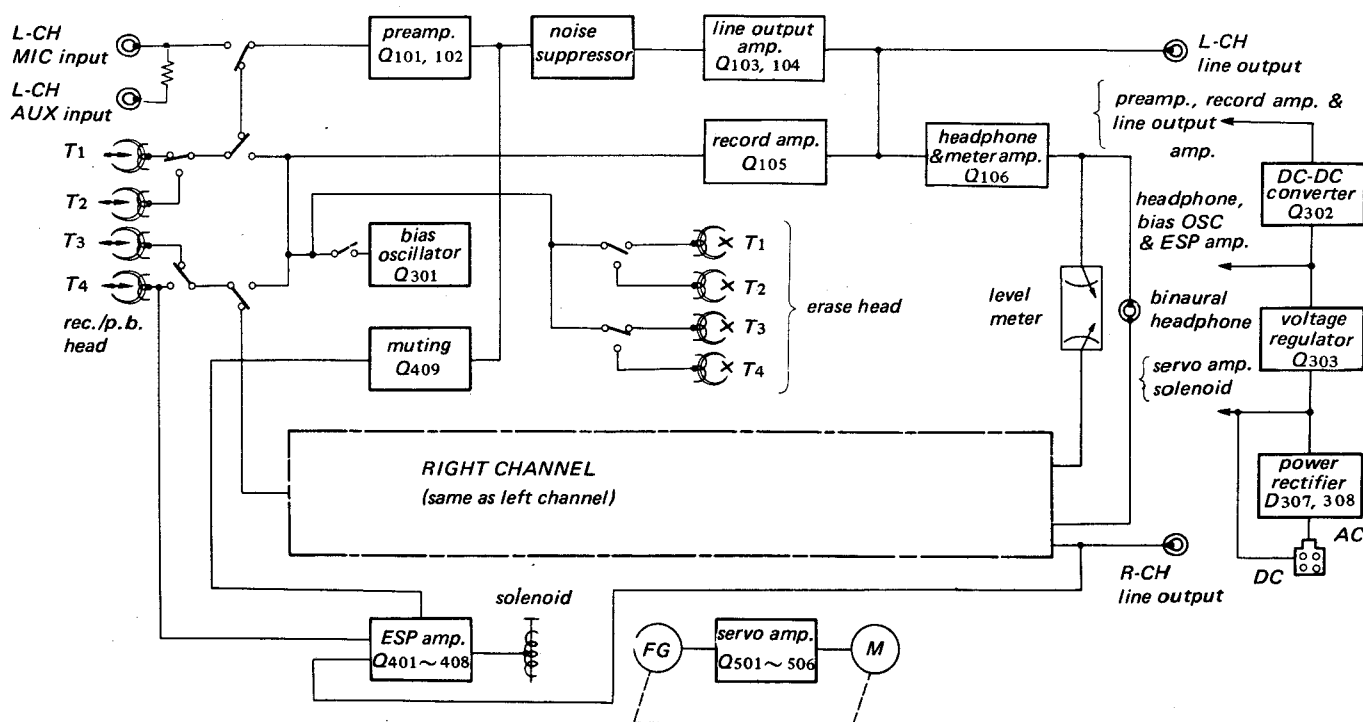 L-CH
MIC input
L-CH
AUX input
preamp.
Q101, 102
noise
suppressor
line output
amp.
Q103, 104
L-CH
line output
preamp., record amp. &
line output
amp.
T1
T2
T3
T4
rec./p.b.
head
record amp.
Q105
headphone
& meter amp.
Q106
DC-DC
converter
Q302
headphone,
bias OSC
& ESP amp.
bias
oscillator
Q301
T1
T2
T3
T4
erase head
level
meter
binaural
headphone
voltage
regulator
Q303
muting
Q409
servo amp.
solenoid
RIGHT CHANNEL
(same as left channel)
power
rectifier
D307, 308
AC
DC
R-CH
line output
solenoid
ESP amp.
Q401~408
FG
servo amp.
Q501~506
M